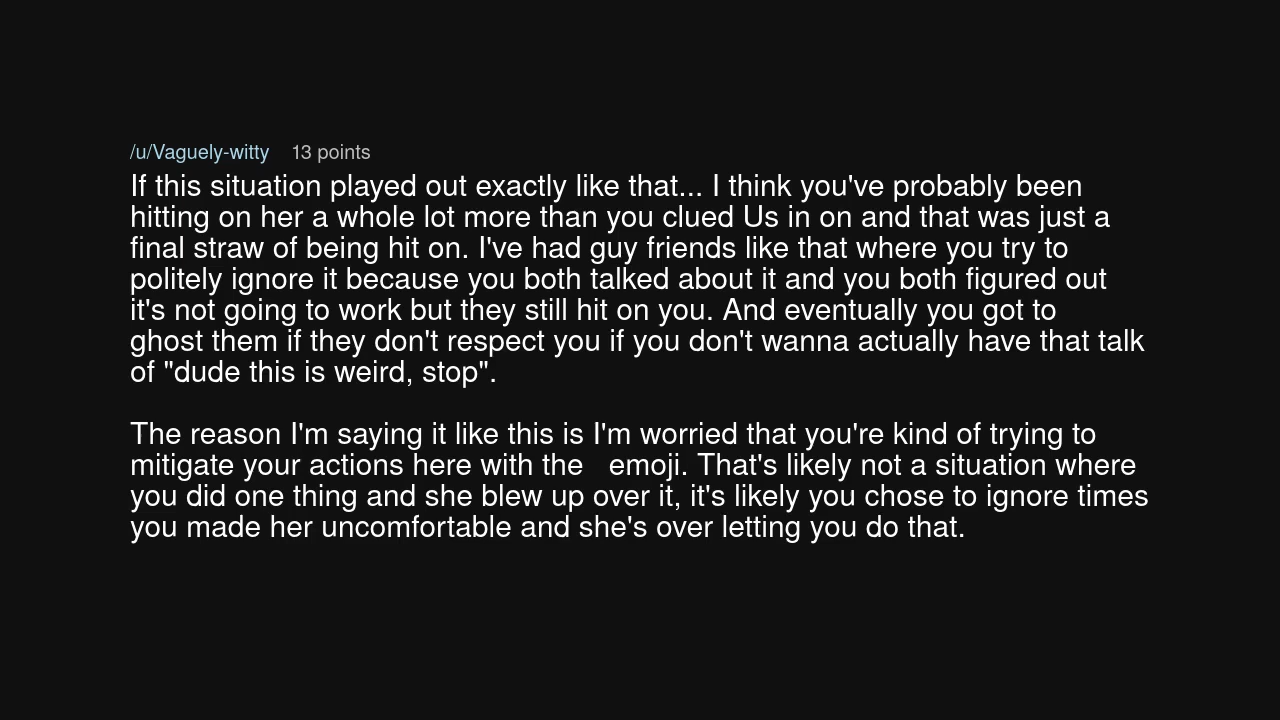 /u/Vaguely-witty 13 points
If this situation played out exactly like that... I think you've probably been
hitting on her a whole lot more than you clued Us in on and that was just a
final straw of being hit on. I've had guy friends like that where you try to
politely ignore it because you both talked about it and you both figured out
it's not going to work but they still hit on you. And eventually you got to
ghost them if they don't respect you if you don't wanna actually have that talk
of "dude this is weird, stop".
The reason I'm saying it like this is I'm worried that you're kind of trying to
mitigate your actions here with the emoji. That's likely not a situation where
you did one thing and she blew up over it, it's likely you chose to ignore times
you made her uncomfortable and she's over letting you do that.